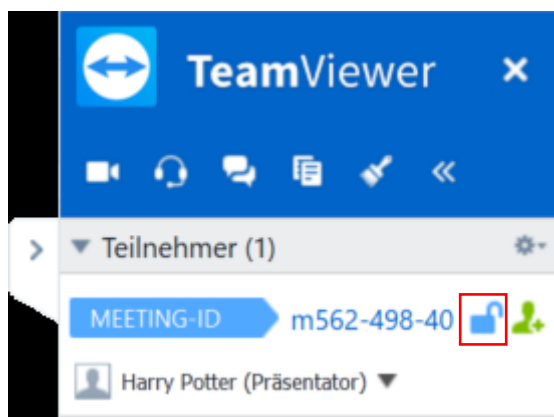 TeamViewer
Teilnehmer (1)
MEETING-ID m562-498-40
Harry Potter (Präsentator)